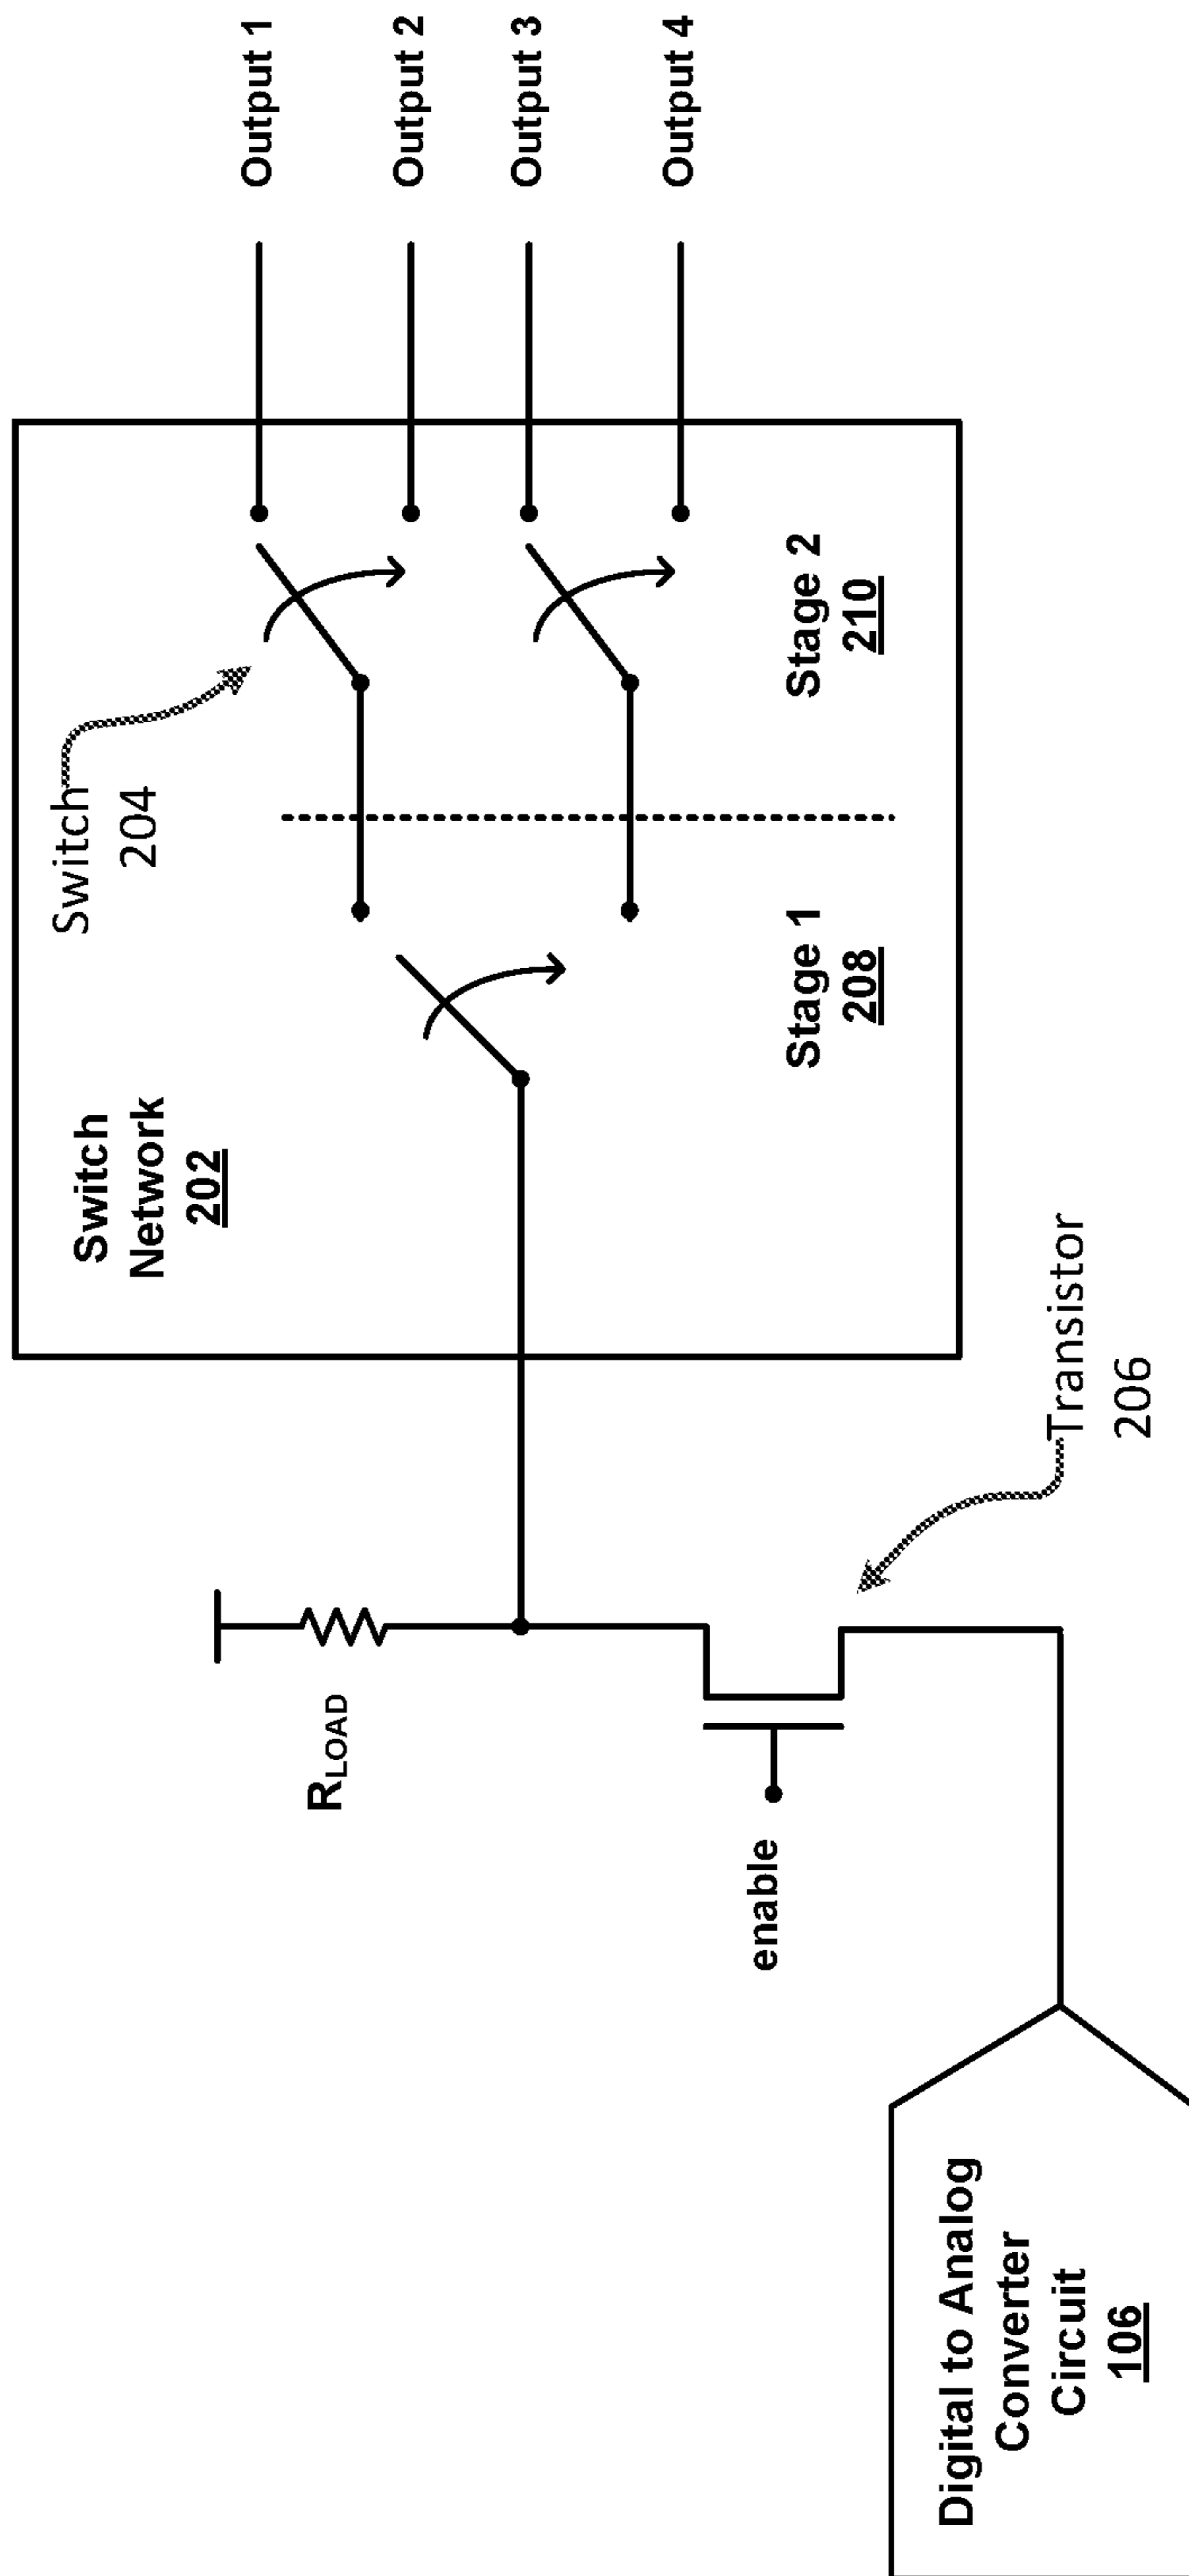 Switch
Network
202
Switch
204
Stage 1
208
Stage 2
210
Output 1
Output 2
Output 3
Output 4
R_LOAD
enable
Transistor
206
Digital to Analog
Converter
Circuit
106